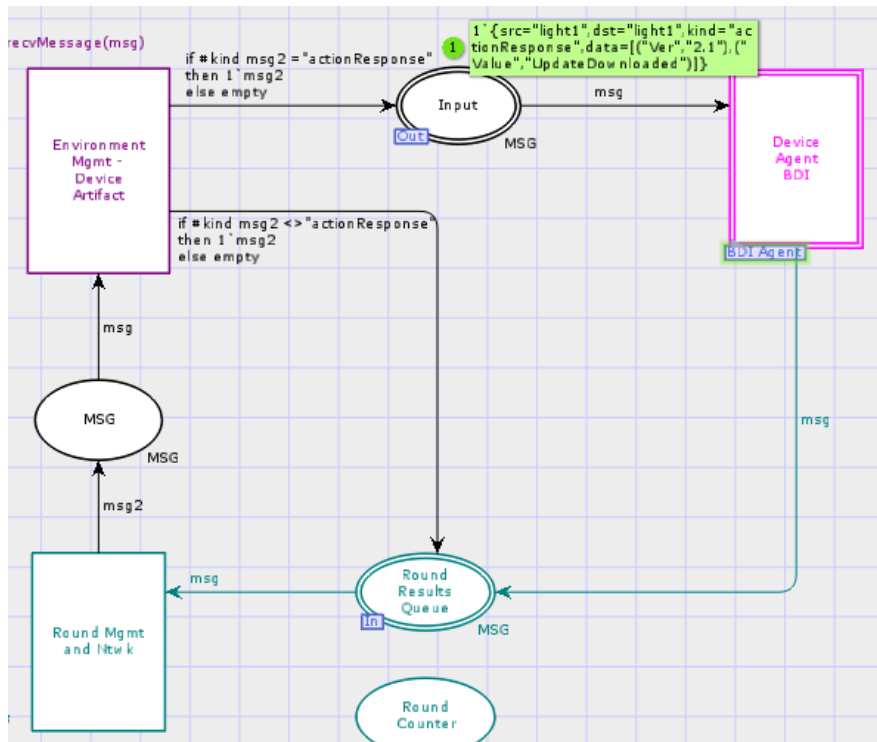 recvMessage(msg)
if #kind msg2 ="actionResponse"
then 1`msg2
else empty
1
1`{src="light1",dst="light1",kind="ac
tionResponse",data=[("Ver","2.1"),("
Value","UpdateDownloaded")]}
Input
Out
MSG
msg
Device
Agent
BDI
BDI Agent
Environment
Mgmt -
Device
Artifact
if #kind msg2 <>"actionResponse"
then 1`msg2
else empty
msg
MSG
MSG
msg
msg2
msg
Round
Results
Queue
In
MSG
Round Mgmt
and Ntwk
Round
Counter